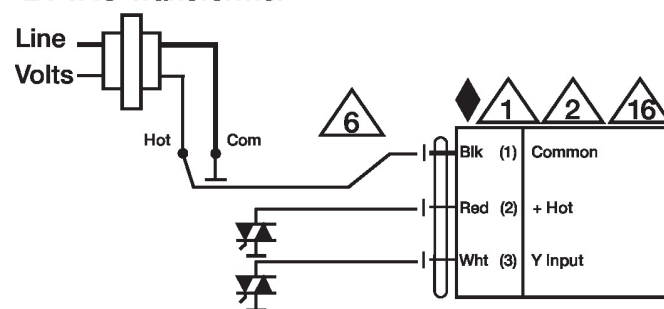 Line
Volts
Hot
Com
6
1
2
16
Blk (1) Common
Red (2) + Hot
Wht (3) Y Input